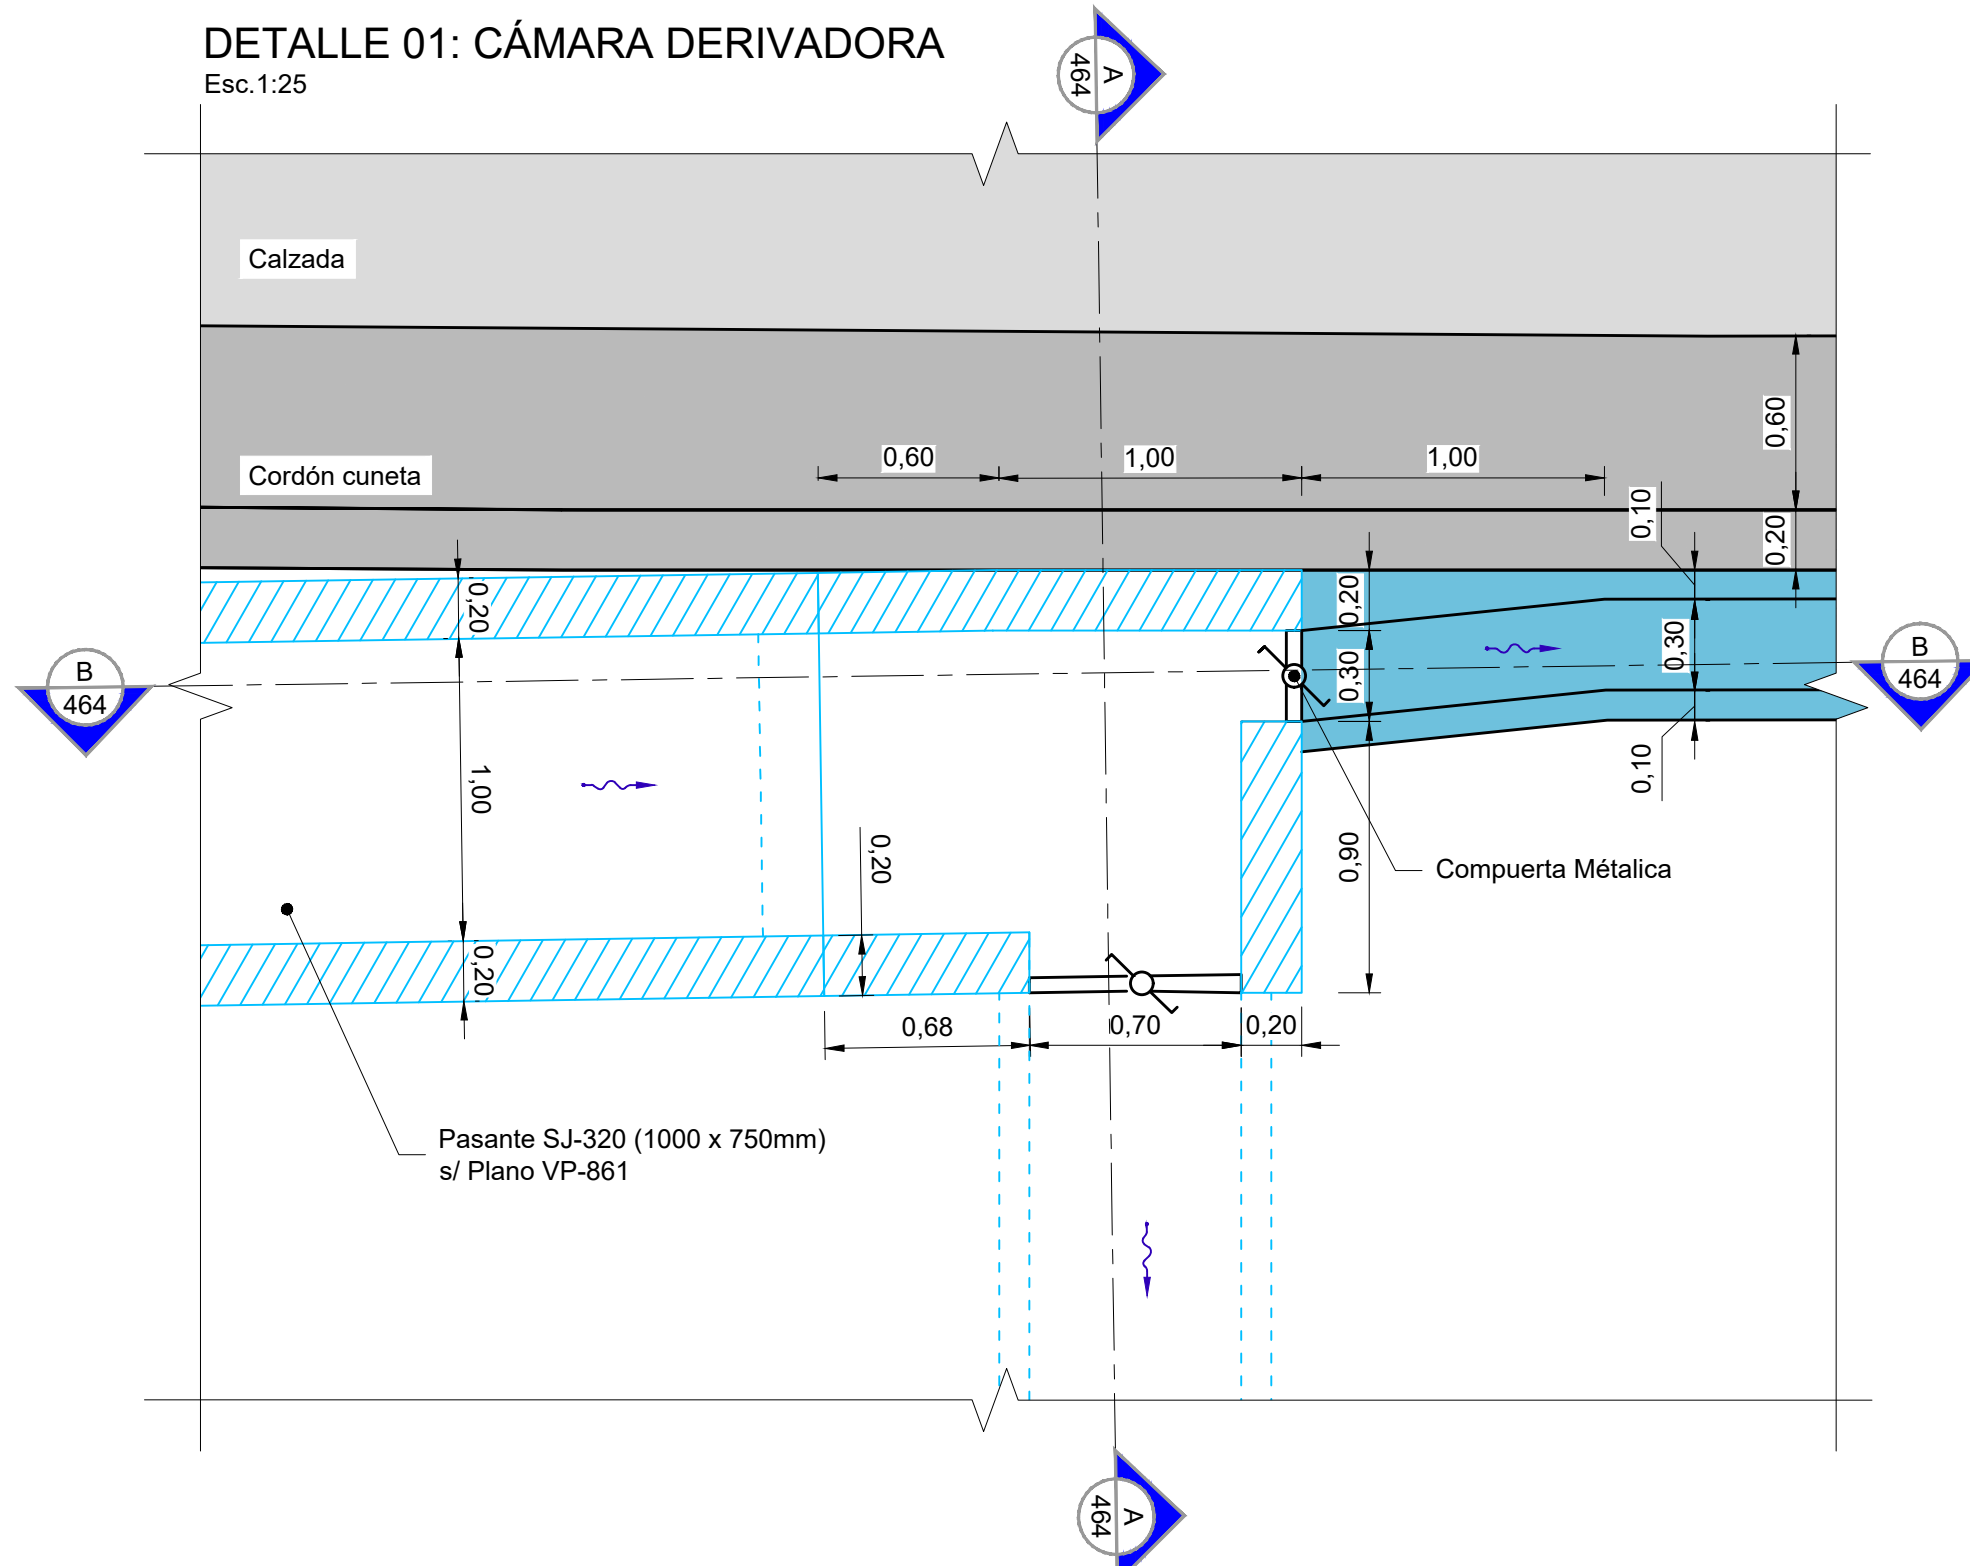 DETALLE 01: CÁMARA DERIVADORA
Esc.1:25
A
464
Calzada
0,60
0,60
1,00
1,00
Cordón cuneta
0,10
0,20
0,20
0,20
0,30
0,30
B
464
B
464
1,00
0,10
0,20
0,90
Compuerta Métalica
0,20
0,68
0,70
0,20
Pasante SJ-320 (1000 x 750mm)
s/ Plano VP-861
A
464